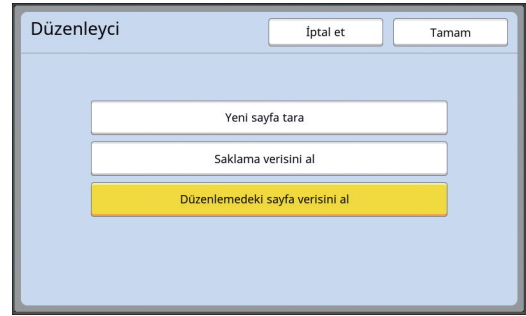 Düzenleyci
İptal et
Tamam
Yeni sayfa tara
Saklama verisini al
Düzenlemedeki sayfa verisini al